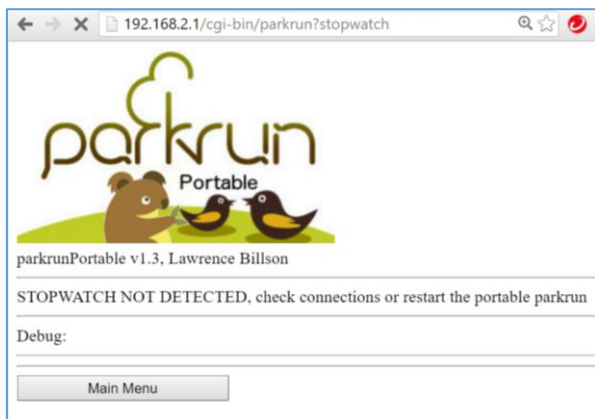 192.168.2.1/cgi-bin/parkrun?stopwatch
parkrun
Portable
parkrunPortable v1.3, Lawrence Billson
STOPWATCH NOT DETECTED, check connections or restart the portable parkrun
Debug:
Main Menu